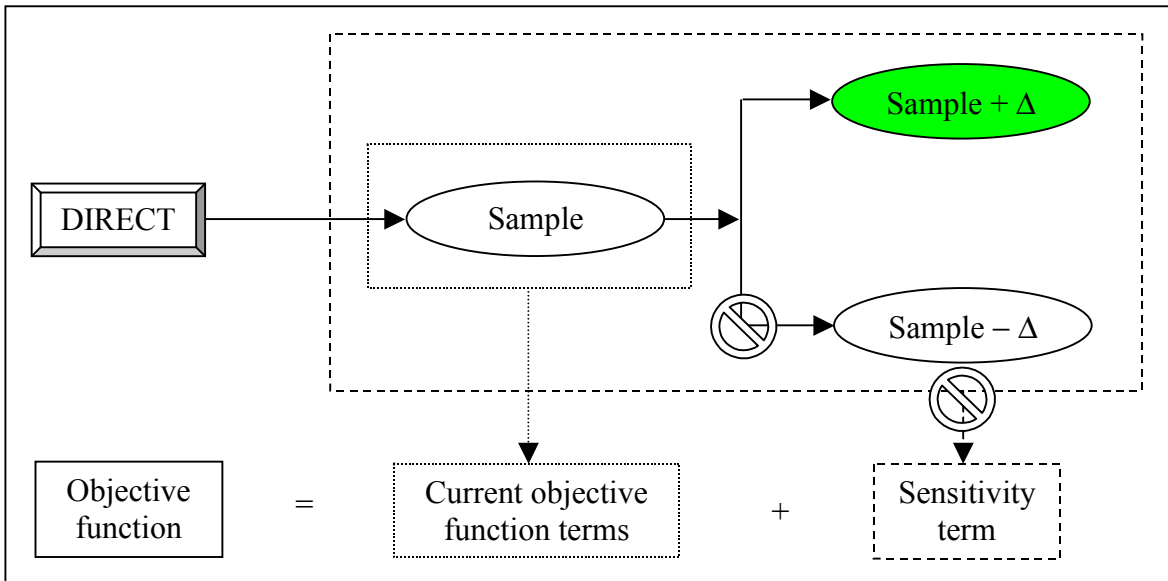 Sample + Δ
DIRECT
Sample
Sample − Δ
Objective
function
=
Current objective
function terms
+
Sensitivity
term